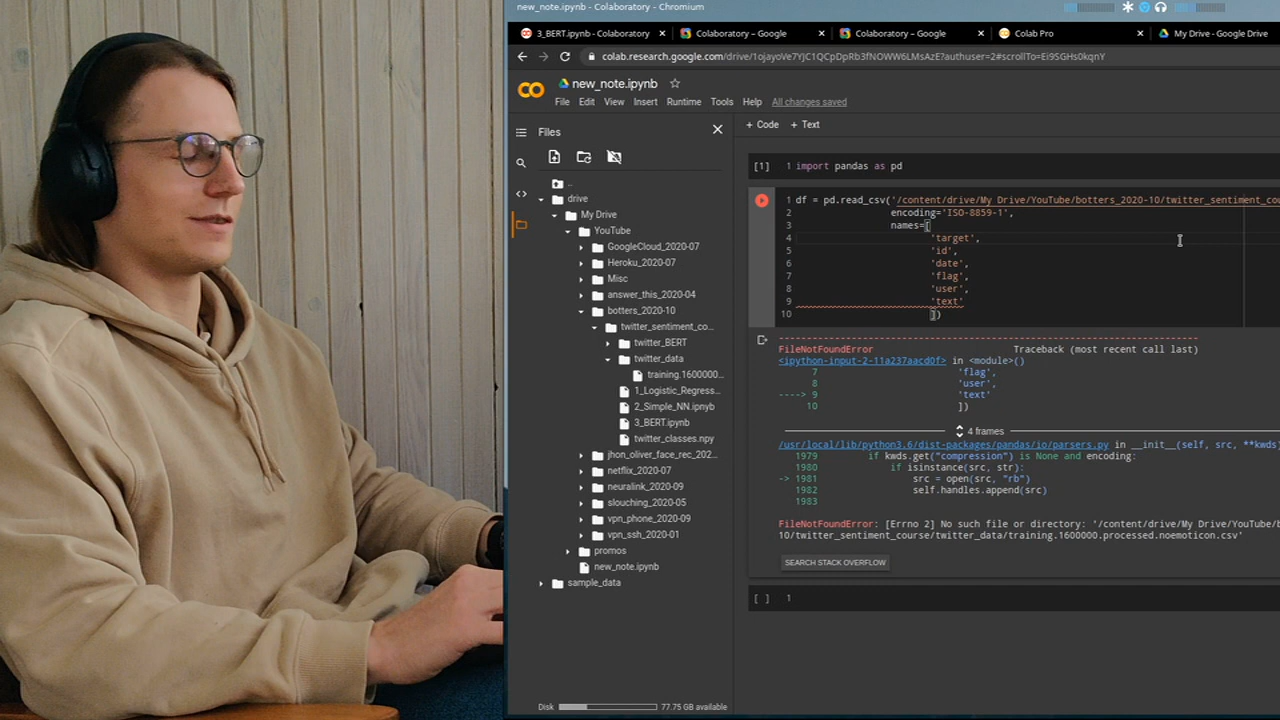 new_note.ipynb - Colaboratory - Chromium
3_BERT.ipynb - Colaboratory
Colaboratory – Google
Colaboratory – Google
Colab Pro
My Drive - Google Drive
colab.research.google.com/drive/1ojayoVe7YJC1QCpDpRb3fNOWW6LMsAzE?authuser=2#scrollTo=Ei9SGHs0kqnY
new_note.ipynb
File Edit View Insert Runtime Tools Help All changes saved
Files
..
drive
My Drive
YouTube
GoogleCloud_2020-07
Heroku_2020-07
Misc
answer_this_2020-04
botters_2020-10
twitter_sentiment_co...
twitter_BERT
twitter_data
training.1600000...
1_Logistic_Regress...
2_Simple_NN.ipnyb
3_BERT.ipynb
twitter_classes.npy
jhon_oliver_face_rec_202...
netflix_2020-07
neuralink_2020-09
slouching_2020-05
vpn_phone_2020-09
vpn_ssh_2020-01
promos
new_note.ipynb
sample_data
Disk 77.75 GB available
+ Code + Text
[1] 1 import pandas as pd
1 df = pd.read_csv('/content/drive/My Drive/YouTube/botters_2020-10/twitter_sentiment_cou
2 encoding='ISO-8859-1',
3 names=[
4 'target',
5 'id',
6 'date',
7 'flag',
8 'user',
9 'text'
10 ])
FileNotFoundError Traceback (most recent call last)
<ipython-input-2-11a237aacd0f> in <module>()
7 'flag',
8 'user',
----> 9 'text'
10 ])
4 frames
/usr/local/lib/python3.6/dist-packages/pandas/io/parsers.py in __init__(self, src, **kwds)
1979 if kwds.get("compression") is None and encoding:
1980 if isinstance(src, str):
-> 1981 src = open(src, "rb")
1982 self.handles.append(src)
1983
FileNotFoundError: [Errno 2] No such file or directory: '/content/drive/My Drive/YouTube/b
10/twitter_sentiment_course/twitter_data/training.1600000.processed.noemoticon.csv'
SEARCH STACK OVERFLOW
[ ] 1